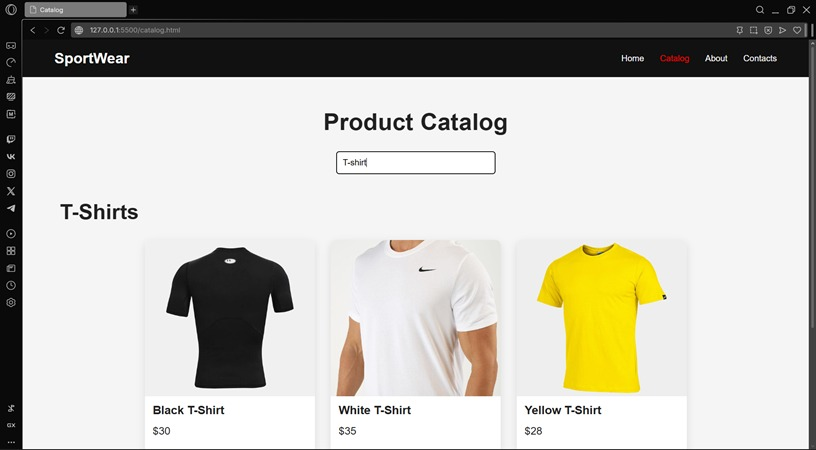 Catalog
127.0.0.1:5500/catalog.html
SportWear
Home Catalog About Contacts
Product Catalog
T-shirt
T-Shirts
Black T-Shirt
$30
White T-Shirt
$35
Yellow T-Shirt
$28
GX